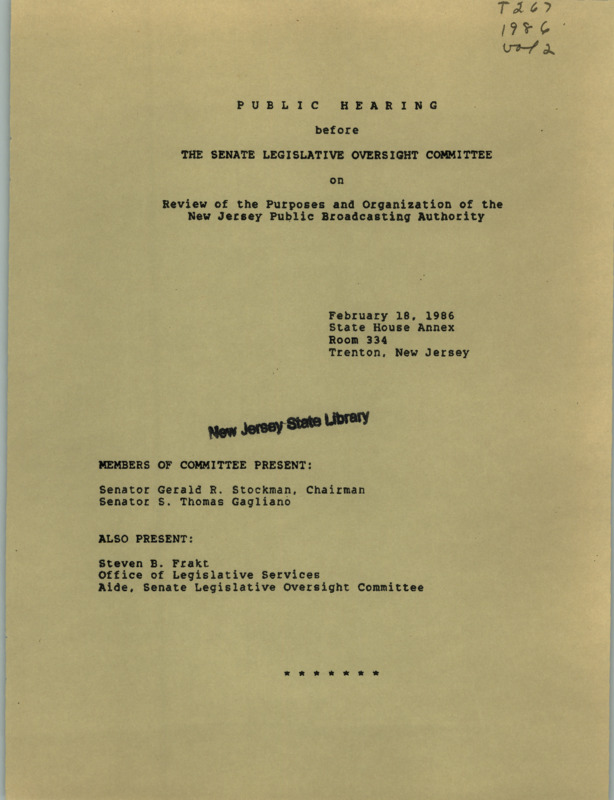 T267
1986
vol 2
PUBLIC HEARING
before
THE SENATE LEGISLATIVE OVERSIGHT COMMITTEE
on
Review of the Purposes and Organization of the
New Jersey Public Broadcasting Authority
February 18, 1986
State House Annex
Room 334
Trenton, New Jersey
New Jersey State Library
MEMBERS OF COMMITTEE PRESENT:
Senator Gerald R. Stockman, Chairman
Senator S. Thomas Gagliano
ALSO PRESENT:
Steven B. Frakt
Office of Legislative Services
Aide, Senate Legislative Oversight Committee
* * * * * * *